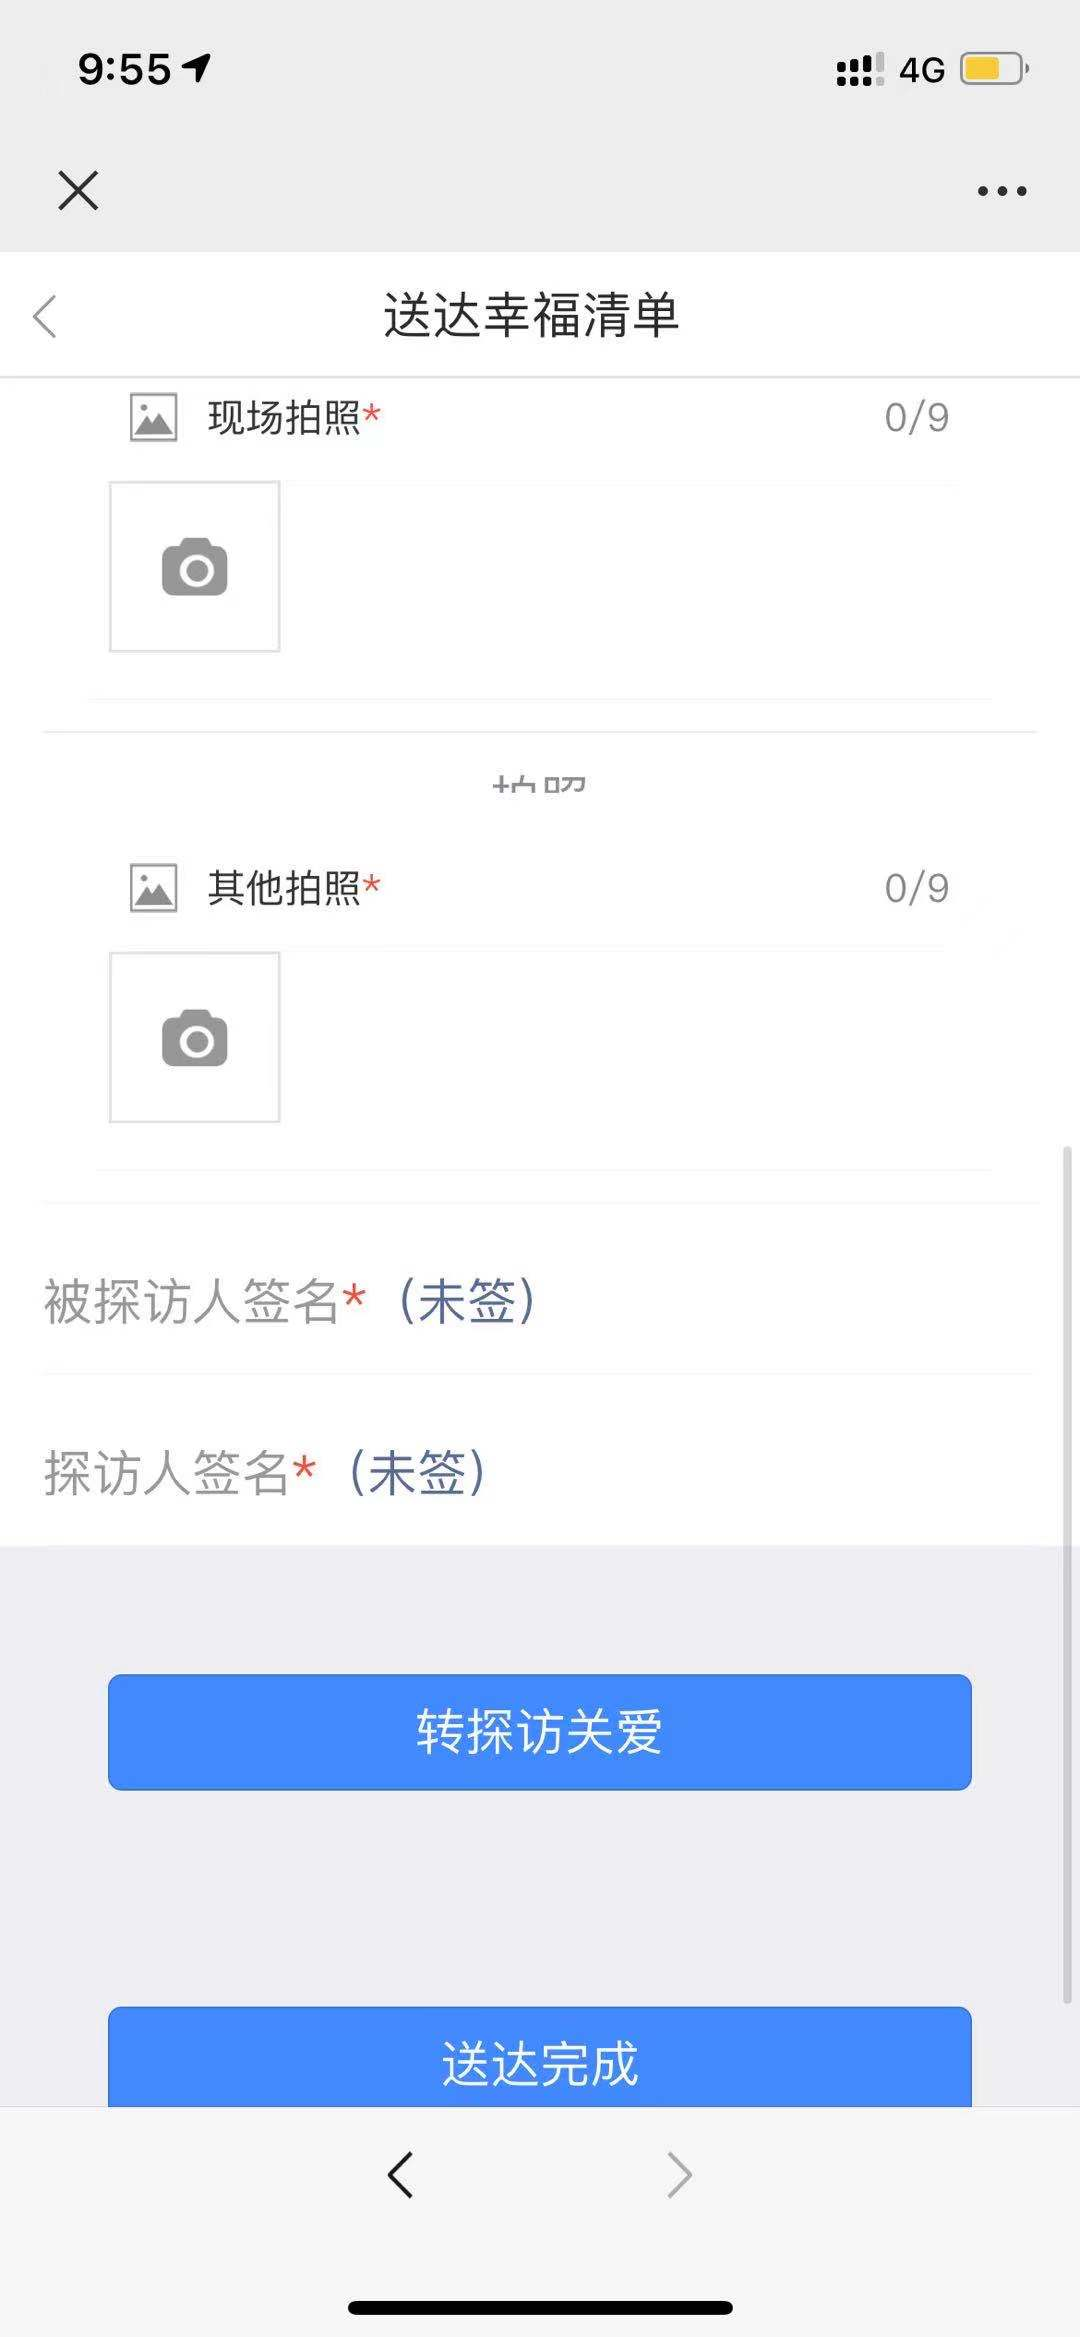 9:55
4G
送达幸福清单
现场拍照*
0/9
其他拍照*
0/9
被探访人签名*（未签）
探访人签名*（未签）
转探访关爱
送达完成